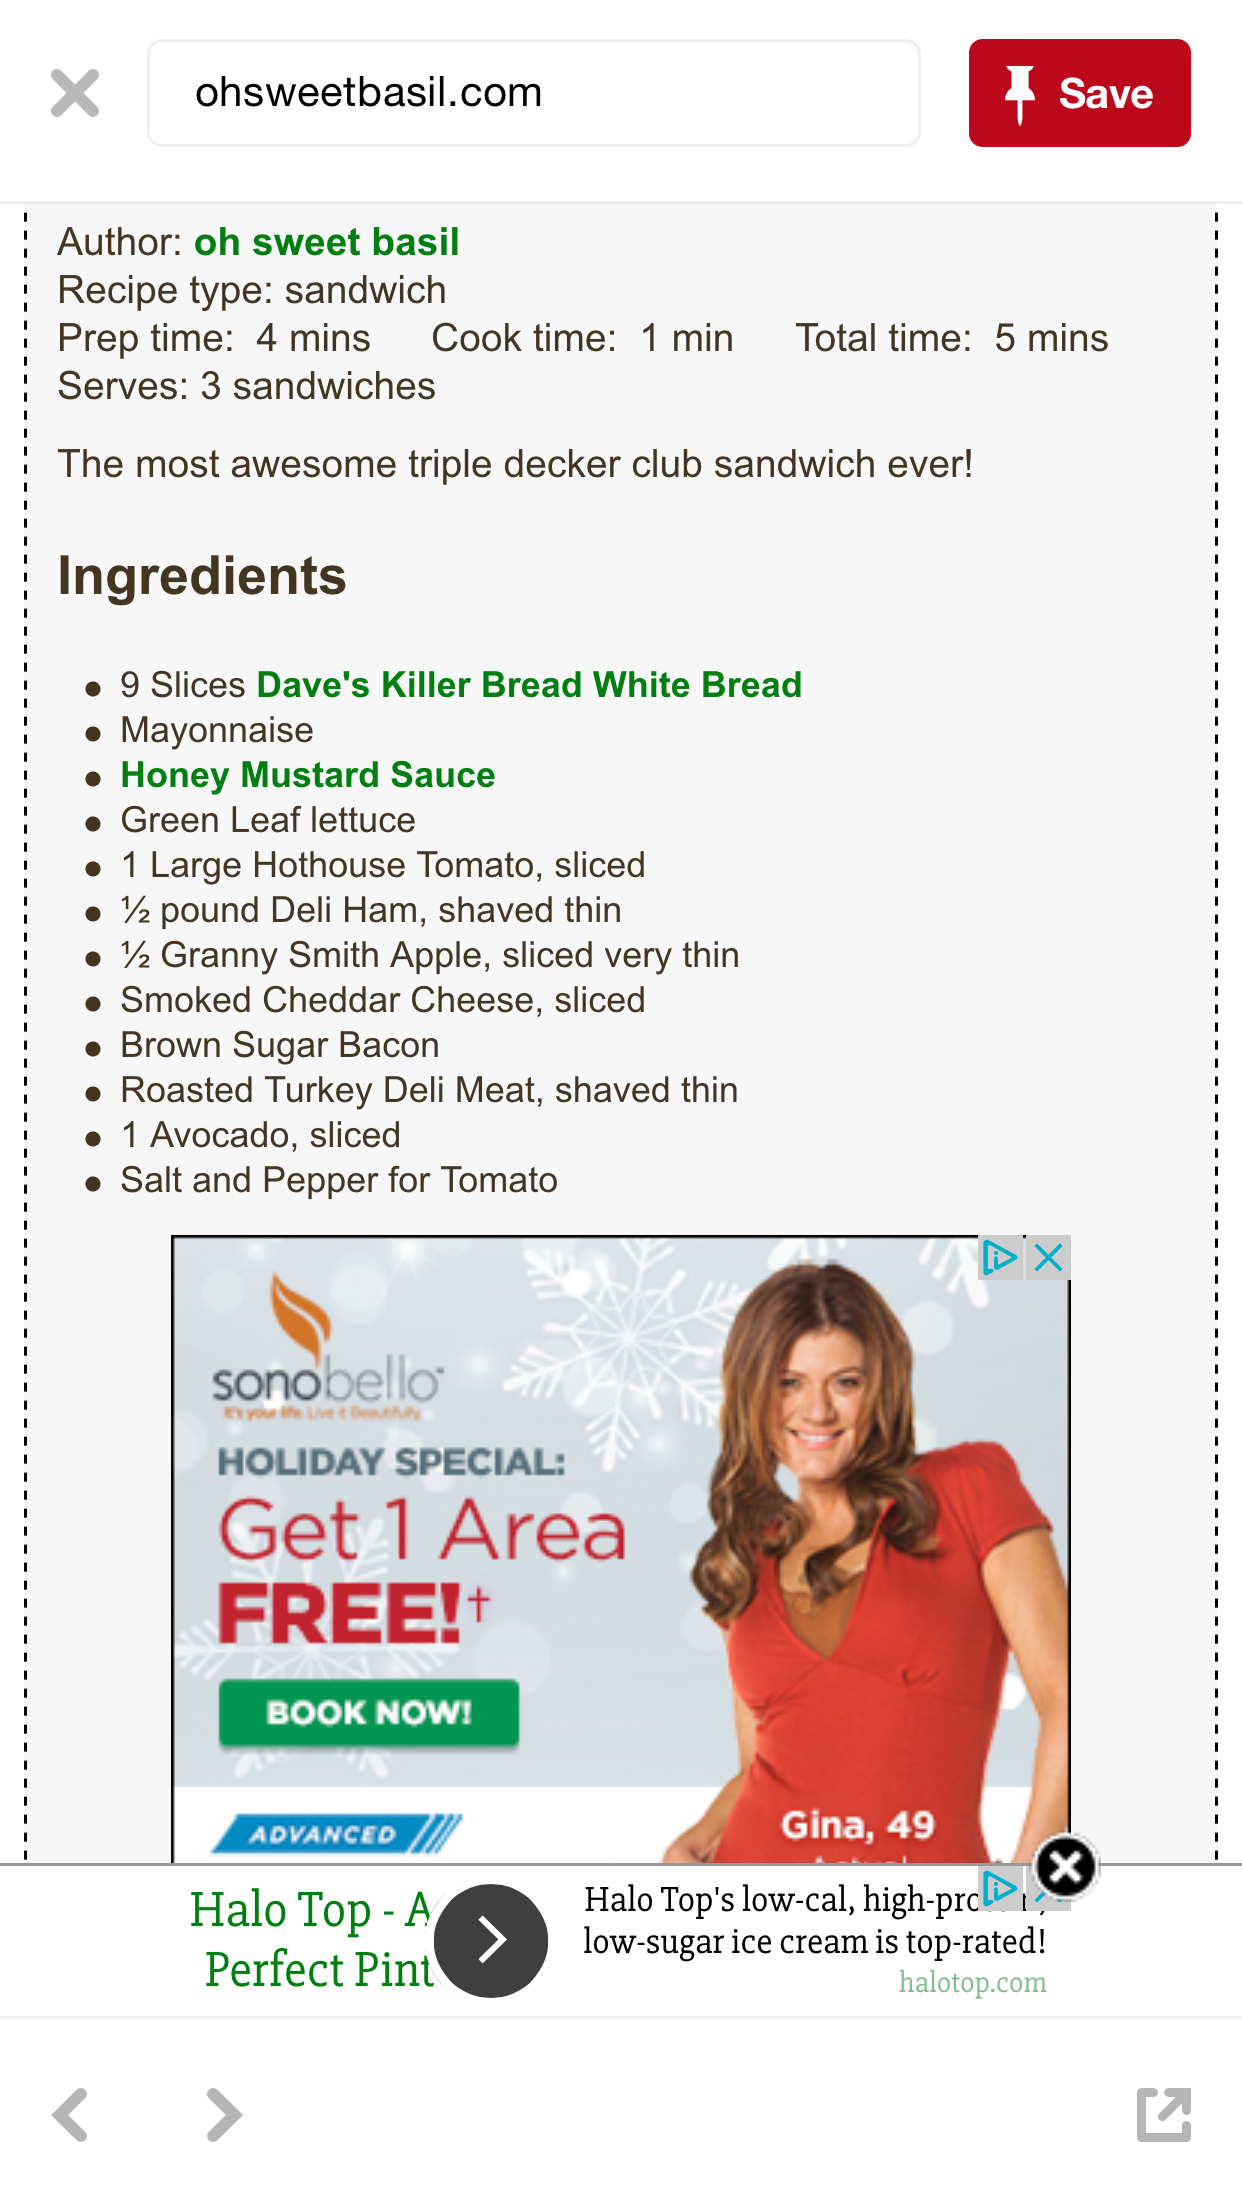 ohsweetbasil.com
Save
Author: oh sweet basil
Recipe type: sandwich
Prep time: 4 mins Cook time: 1 min Total time: 5 mins
Serves: 3 sandwiches
The most awesome triple decker club sandwich ever!
Ingredients
9 Slices Dave's Killer Bread White Bread
Mayonnaise
Honey Mustard Sauce
Green Leaf lettuce
1 Large Hothouse Tomato, sliced
½ pound Deli Ham, shaved thin
½ Granny Smith Apple, sliced very thin
Smoked Cheddar Cheese, sliced
Brown Sugar Bacon
Roasted Turkey Deli Meat, shaved thin
1 Avocado, sliced
Salt and Pepper for Tomato
sonobello
It's your life. Live it Beautifully.
HOLIDAY SPECIAL:
Get 1 Area
FREE!†
BOOK NOW!
ADVANCED
Gina, 49
Halo Top - A
Perfect Pint
Halo Top's low-cal,
low-sugar ice cream is top-rated!
halotop.com